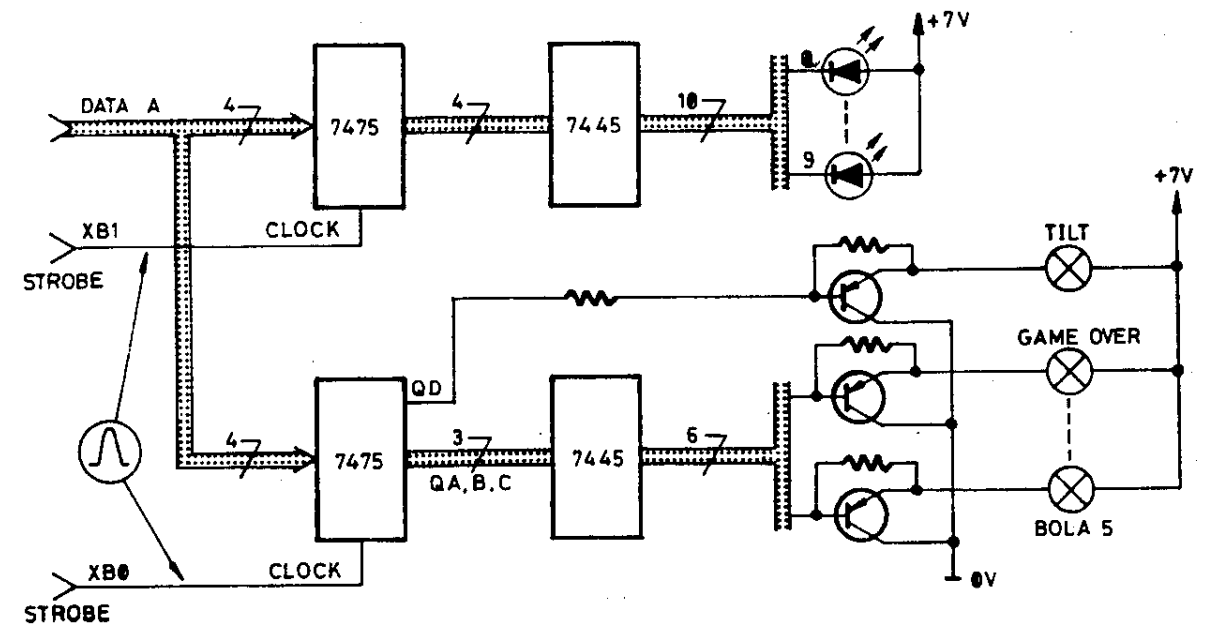 +7V
DATA A
4
7475
4
7445
10
9
XB1
CLOCK
STROBE
+7V
TILT
GAME OVER
QD
4
7475
3
QA,B,C
7445
6
BOLA 5
XB0
CLOCK
0V
STROBE